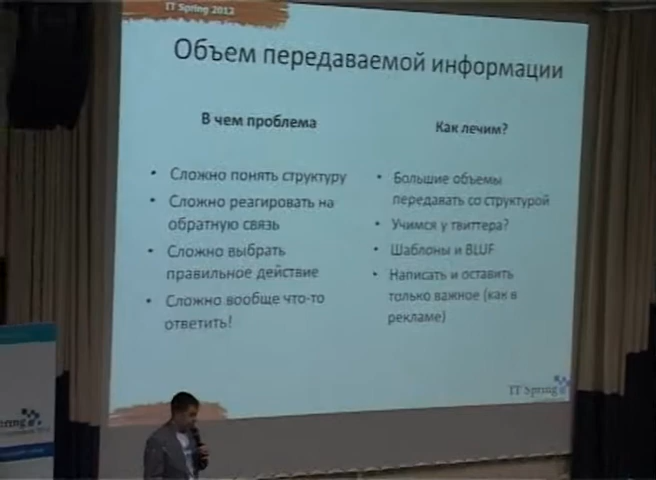 IT Spring 2012
Объем передаваемой информации
В чем проблема
• Сложно понять структуру
• Сложно реагировать на
обратную связь
• Сложно выбрать
правильное действие
• Сложно вообще что-то
ответить!
Как лечим?
• Большие объемы
передавать со структурой
• Учимся у твиттера?
• Шаблоны и BLUF
• Написать и оставить
только важное (как в
рекламе)
IT Spring